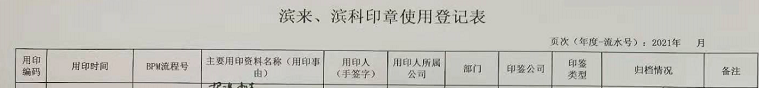 滨来、滨科印章使用登记表
页次（年度-流水号）：2021年 月
用印编码 用印时间 BPM流程号 主要用印资料名称（用印事由） 用印人（手签字） 用印人所属公司 部门 印鉴公司 印鉴类型 归档情况 备注